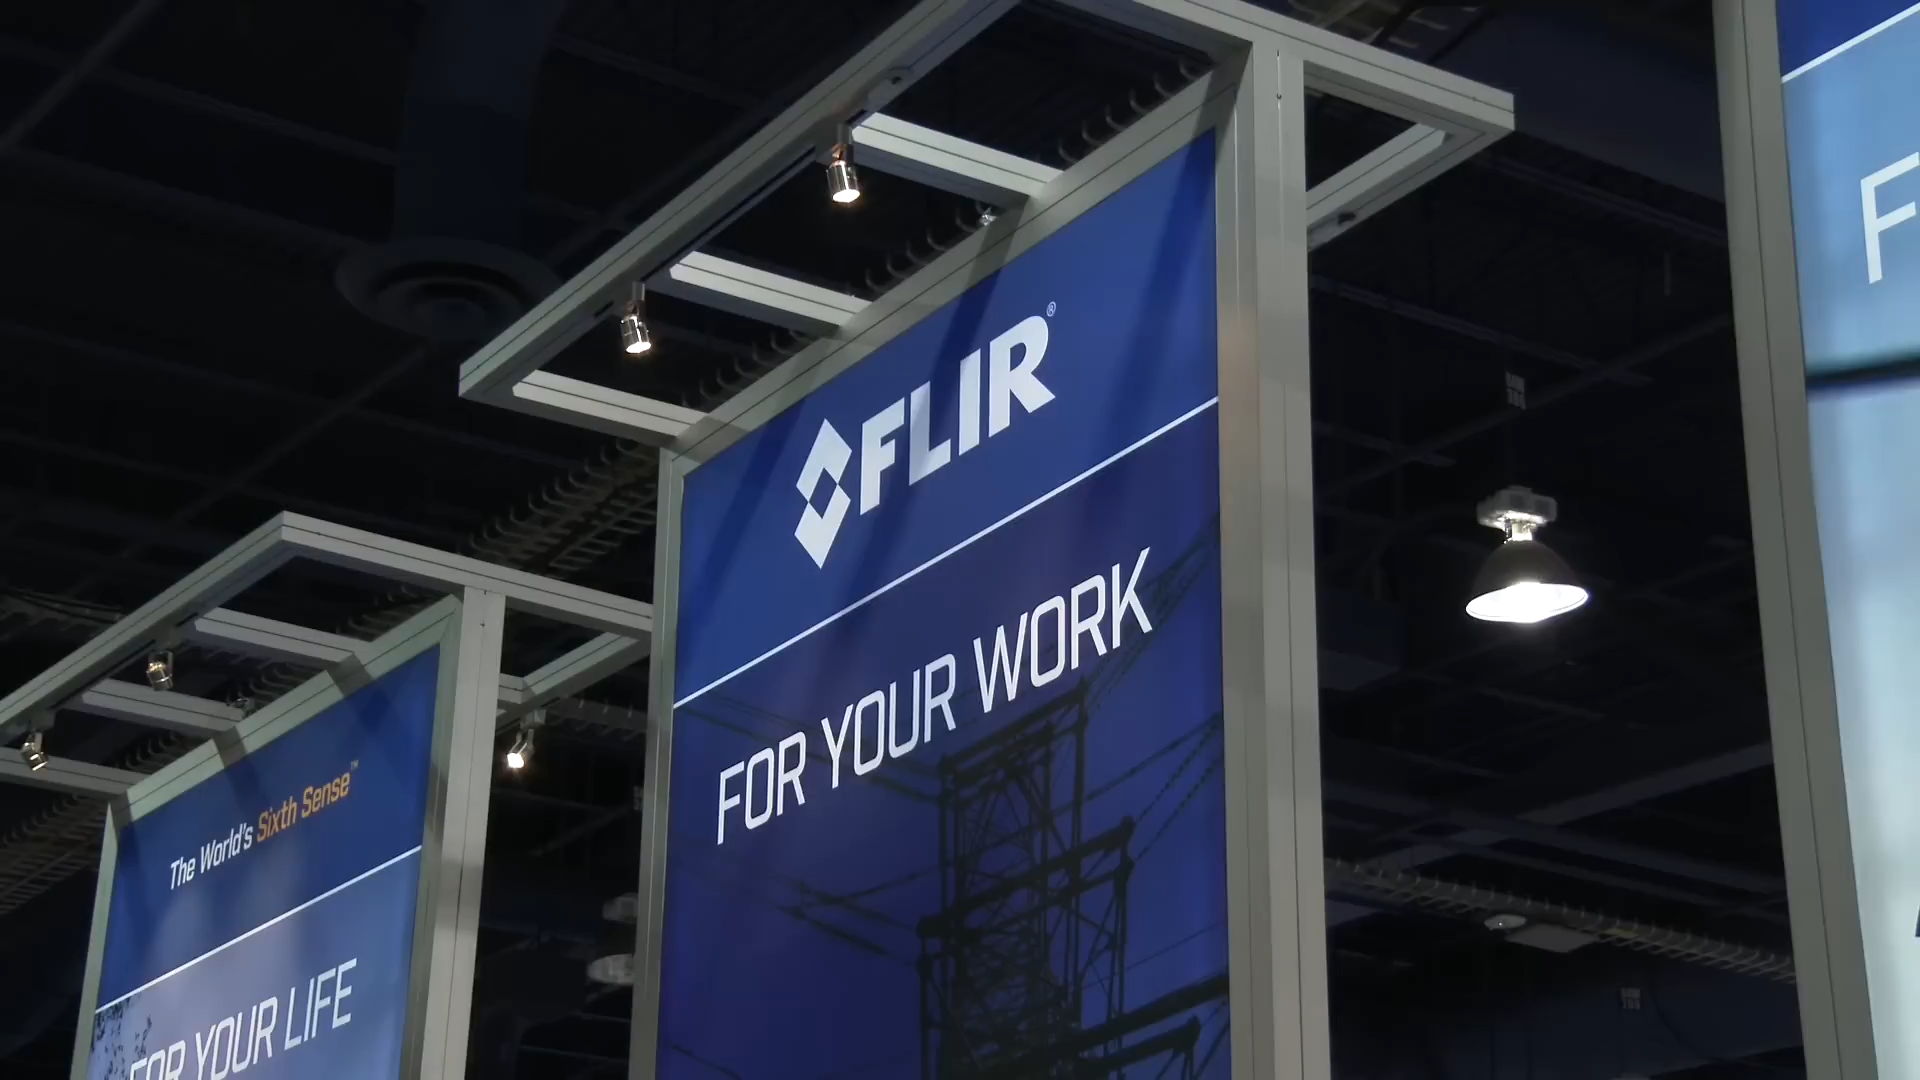 FLIR®
FOR YOUR WORK
The World's Sixth Sense™
FOR YOUR LIFE
F